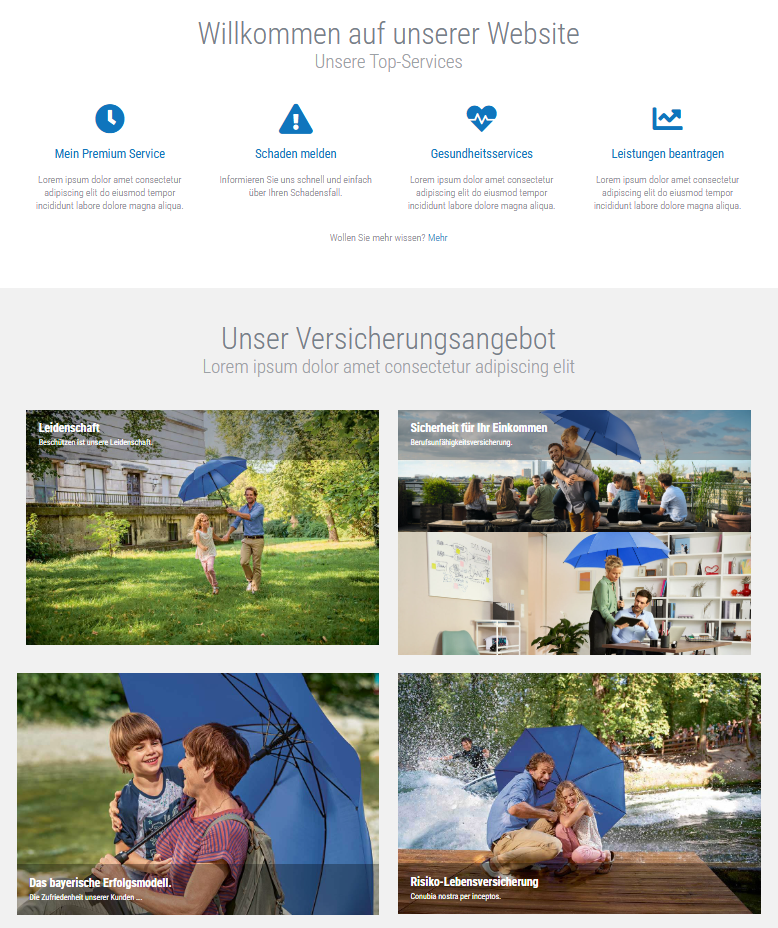 Willkommen auf unserer Website
Unsere Top-Services
Mein Premium Service
Lorem ipsum dolor amet consectetur
adipiscing elit do eiusmod tempor
incididunt labore dolore magna aliqua.
Schaden melden
Informieren Sie uns schnell und einfach
über Ihren Schadensfall.
Gesundheitsservices
Lorem ipsum dolor amet consectetur
adipiscing elit do eiusmod tempor
incididunt labore dolore magna aliqua.
Leistungen beantragen
Lorem ipsum dolor amet consectetur
adipiscing elit do eiusmod tempor
incididunt labore dolore magna aliqua.
Wollen Sie mehr wissen? Mehr
Unser Versicherungsangebot
Lorem ipsum dolor amet consectetur adipiscing elit
Leidenschaft
Beschützen ist unsere Leidenschaft.
Sicherheit für Ihr Einkommen
Berufsunfähigkeitsversicherung.
Das bayerische Erfolgsmodell.
Die Zufriedenheit unserer Kunden ...
Risiko-Lebensversicherung
Conubia nostra per inceptos.